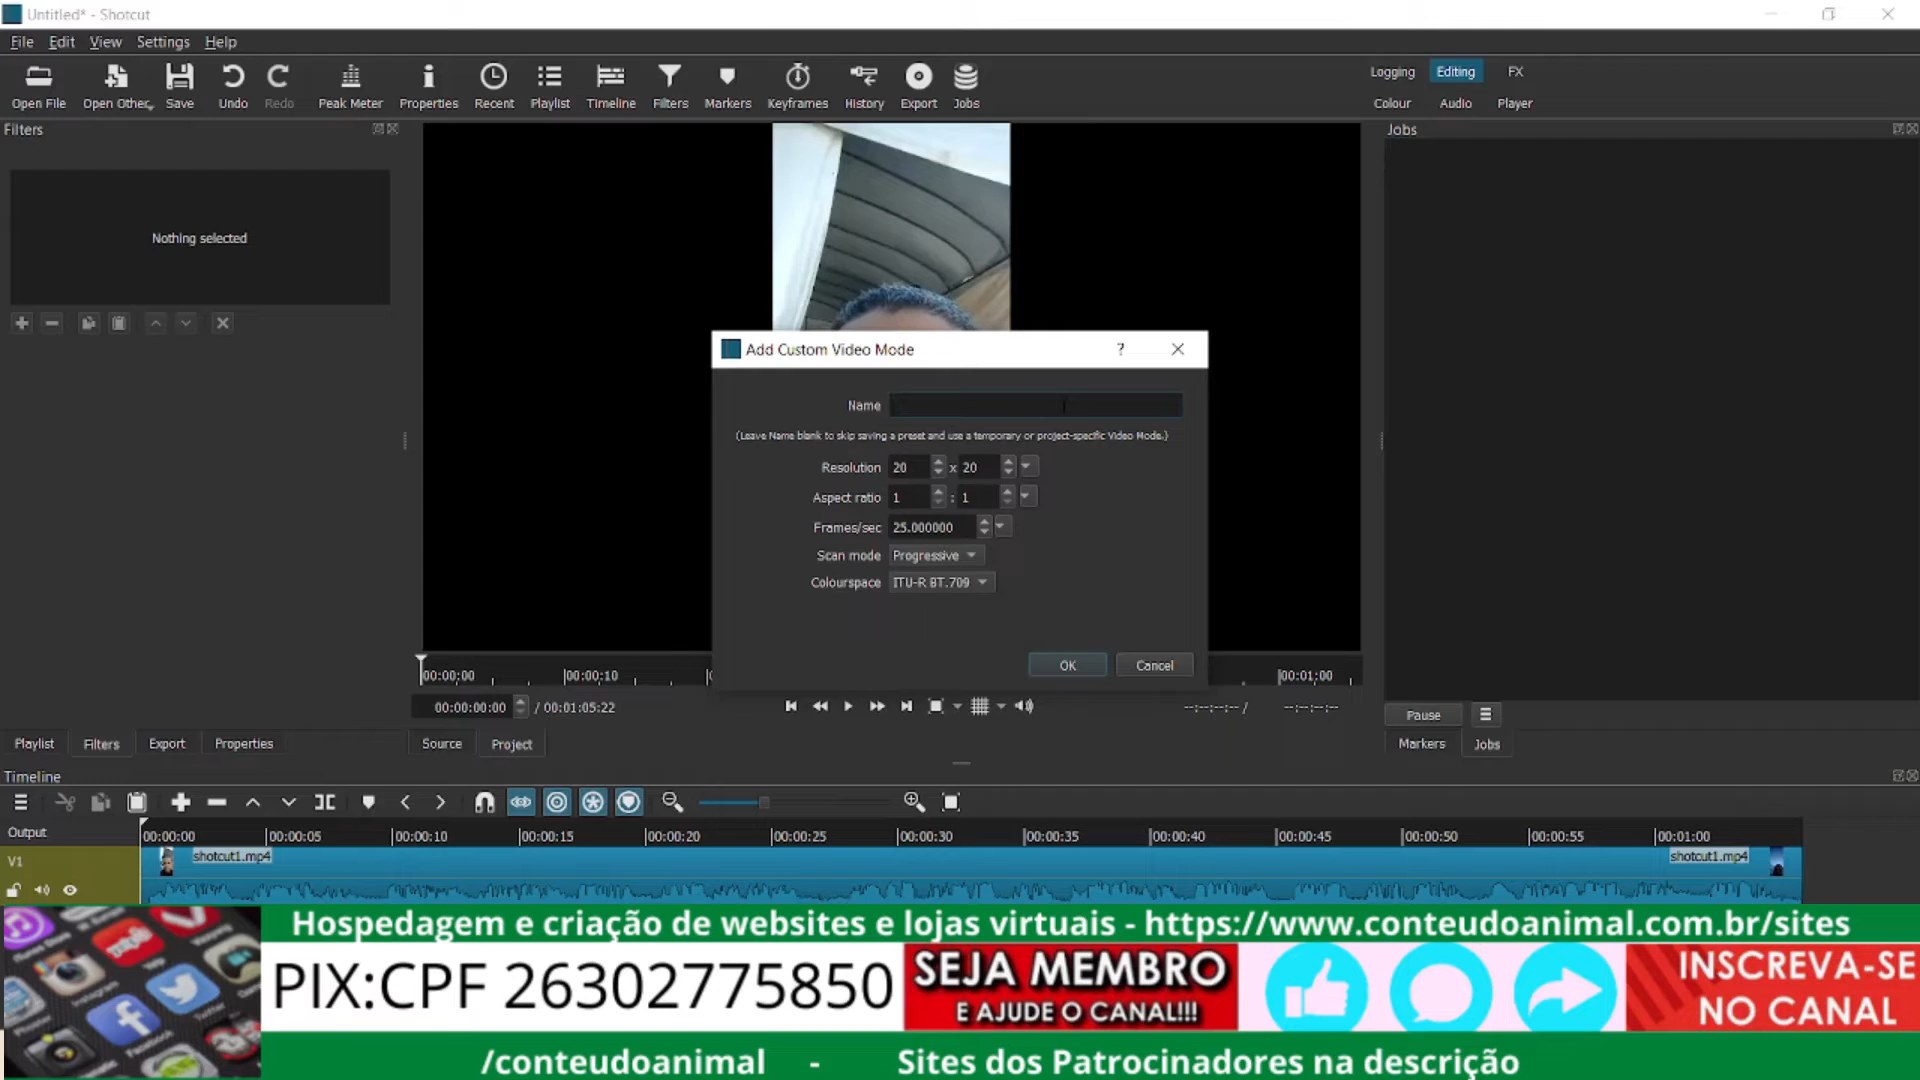 Untitled* - Shotcut
File Edit View Settings Help
Open File Open Other Save Undo Redo Peak Meter Properties Recent Playlist Timeline Filters Markers Keyframes History Export Jobs
Logging Editing FX
Colour Audio Player
Filters
Jobs
Nothing selected
Add Custom Video Mode ?
Name
(Leave Name blank to skip saving a preset and use a temporary or project-specific Video Mode.)
Resolution 20 x 20
Aspect ratio 1 : 1
Frames/sec 25.000000
Scan mode Progressive
Colourspace ITU-R BT.709
OK Cancel
00:00:00 00:00:10 00:01:00
00:00:00:00 / 00:01:05:22 --:--:--:-- / --:--:--:--
Pause
Playlist Filters Export Properties Source Project Markers Jobs
Timeline
Output 00:00:00 00:00:05 00:00:10 00:00:15 00:00:20 00:00:25 00:00:30 00:00:35 00:00:40 00:00:45 00:00:50 00:00:55 00:01:00
V1 shotcut1.mp4 shotcut1.mp4
Hospedagem e criação de websites e lojas virtuais - https://www.conteudoanimal.com.br/sites
PIX:CPF 26302775850
SEJA MEMBRO
E AJUDE O CANAL!!!
INSCREVA-SE
NO CANAL
/conteudoanimal - Sites dos Patrocinadores na descrição